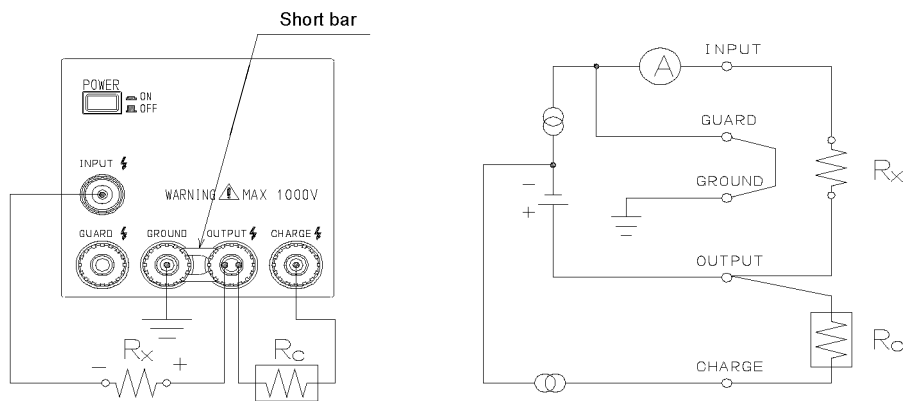 Short bar
POWER
ON
OFF
INPUT
WARNING MAX 1000V
GUARD GROUND OUTPUT CHARGE
Rx
Rc
- +
A
INPUT
GUARD
GROUND
-
+
Rx
OUTPUT
Rc
CHARGE